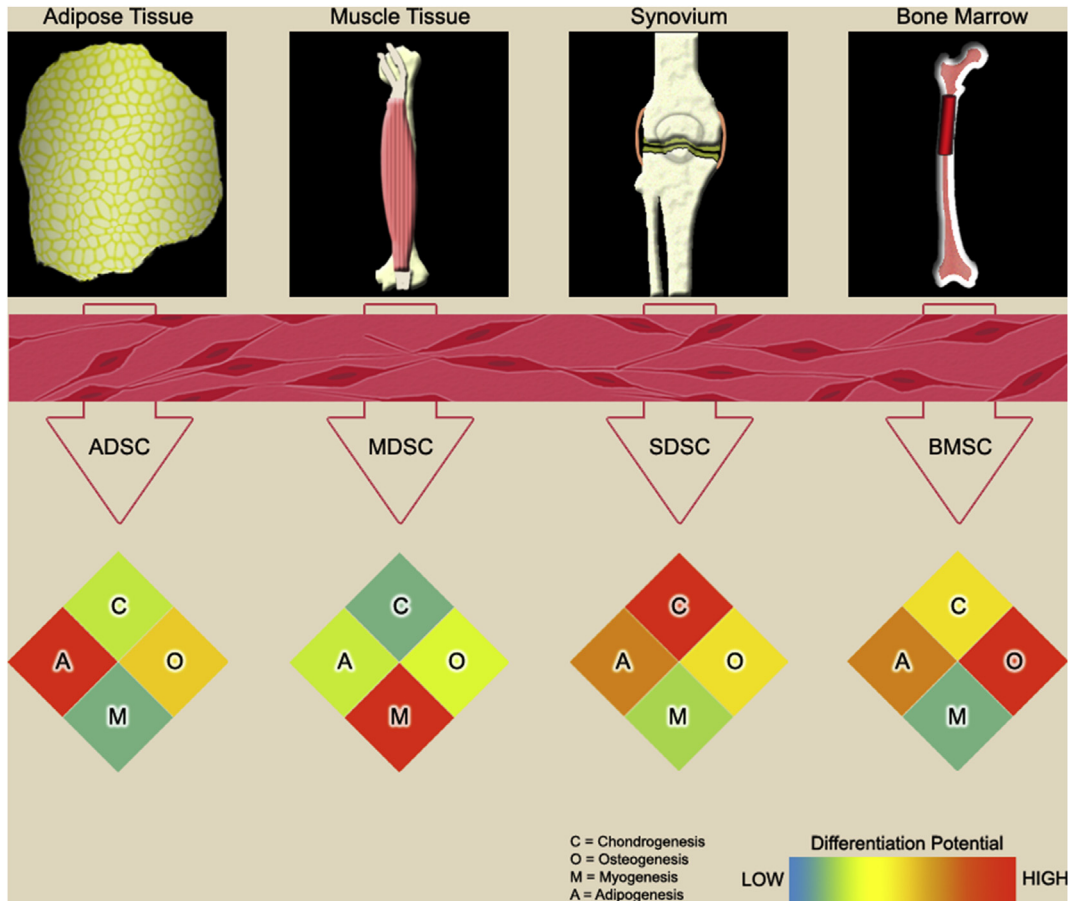 Adipose Tissue
Muscle Tissue
Synovium
Bone Marrow
ADSC
MDSC
SDSC
BMSC
C
A
O
M
C
A
O
M
C
A
O
M
C
A
O
M
C = Chondrogenesis
O = Osteogenesis
M = Myogenesis
A = Adipogenesis
Differentiation Potential
LOW
HIGH